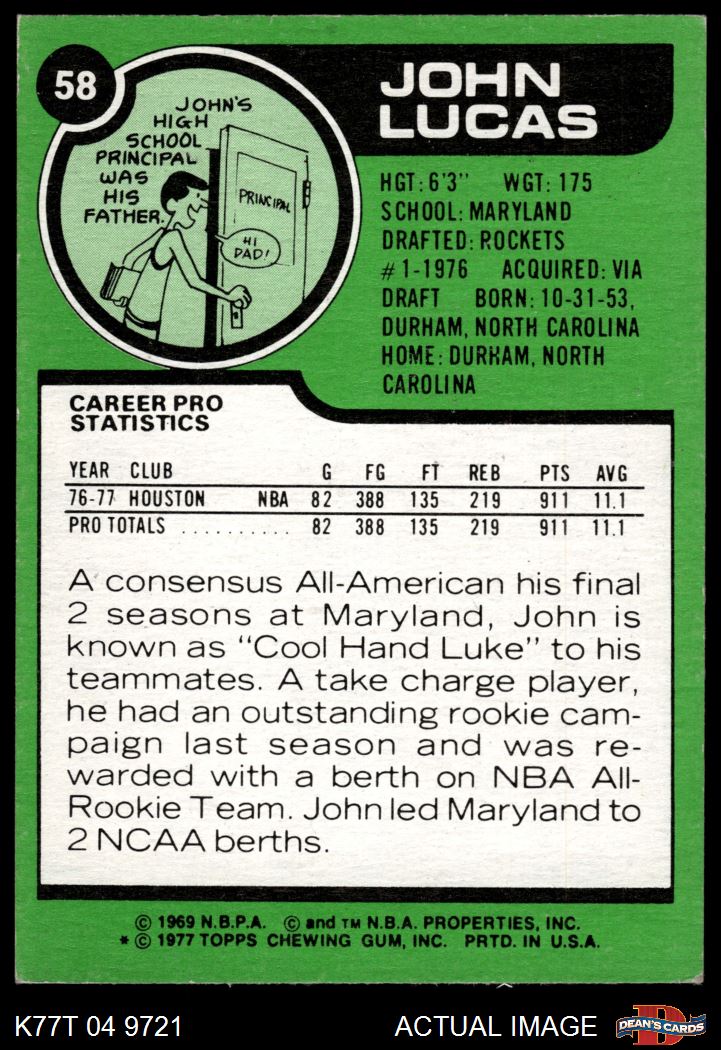 58
JOHN LUCAS
JOHN'S
HIGH
SCHOOL
PRINCIPAL
WAS
HIS
FATHER.
PRINCIPAL
HI
DAD!
HGT: 6'3" WGT: 175
SCHOOL: MARYLAND
DRAFTED: ROCKETS
#1-1976 ACQUIRED: VIA
DRAFT BORN: 10-31-53,
DURHAM, NORTH CAROLINA
HOME: DURHAM, NORTH
CAROLINA
CAREER PRO
STATISTICS
YEAR CLUB G FG FT REB PTS AVG
76-77 HOUSTON NBA 82 388 135 219 911 11.1
PRO TOTALS .......... 82 388 135 219 911 11.1
A consensus All-American his final
2 seasons at Maryland, John is
known as "Cool Hand Luke" to his
teammates. A take charge player,
he had an outstanding rookie cam-
paign last season and was re-
warded with a berth on NBA All-
Rookie Team. John led Maryland to
2 NCAA berths.
© 1969 N.B.P.A. © and TM N.B.A. PROPERTIES, INC.
* © 1977 TOPPS CHEWING GUM, INC. PRTD. IN U.S.A.
K77T 04 9721 ACTUAL IMAGE D DEAN'S CARDS